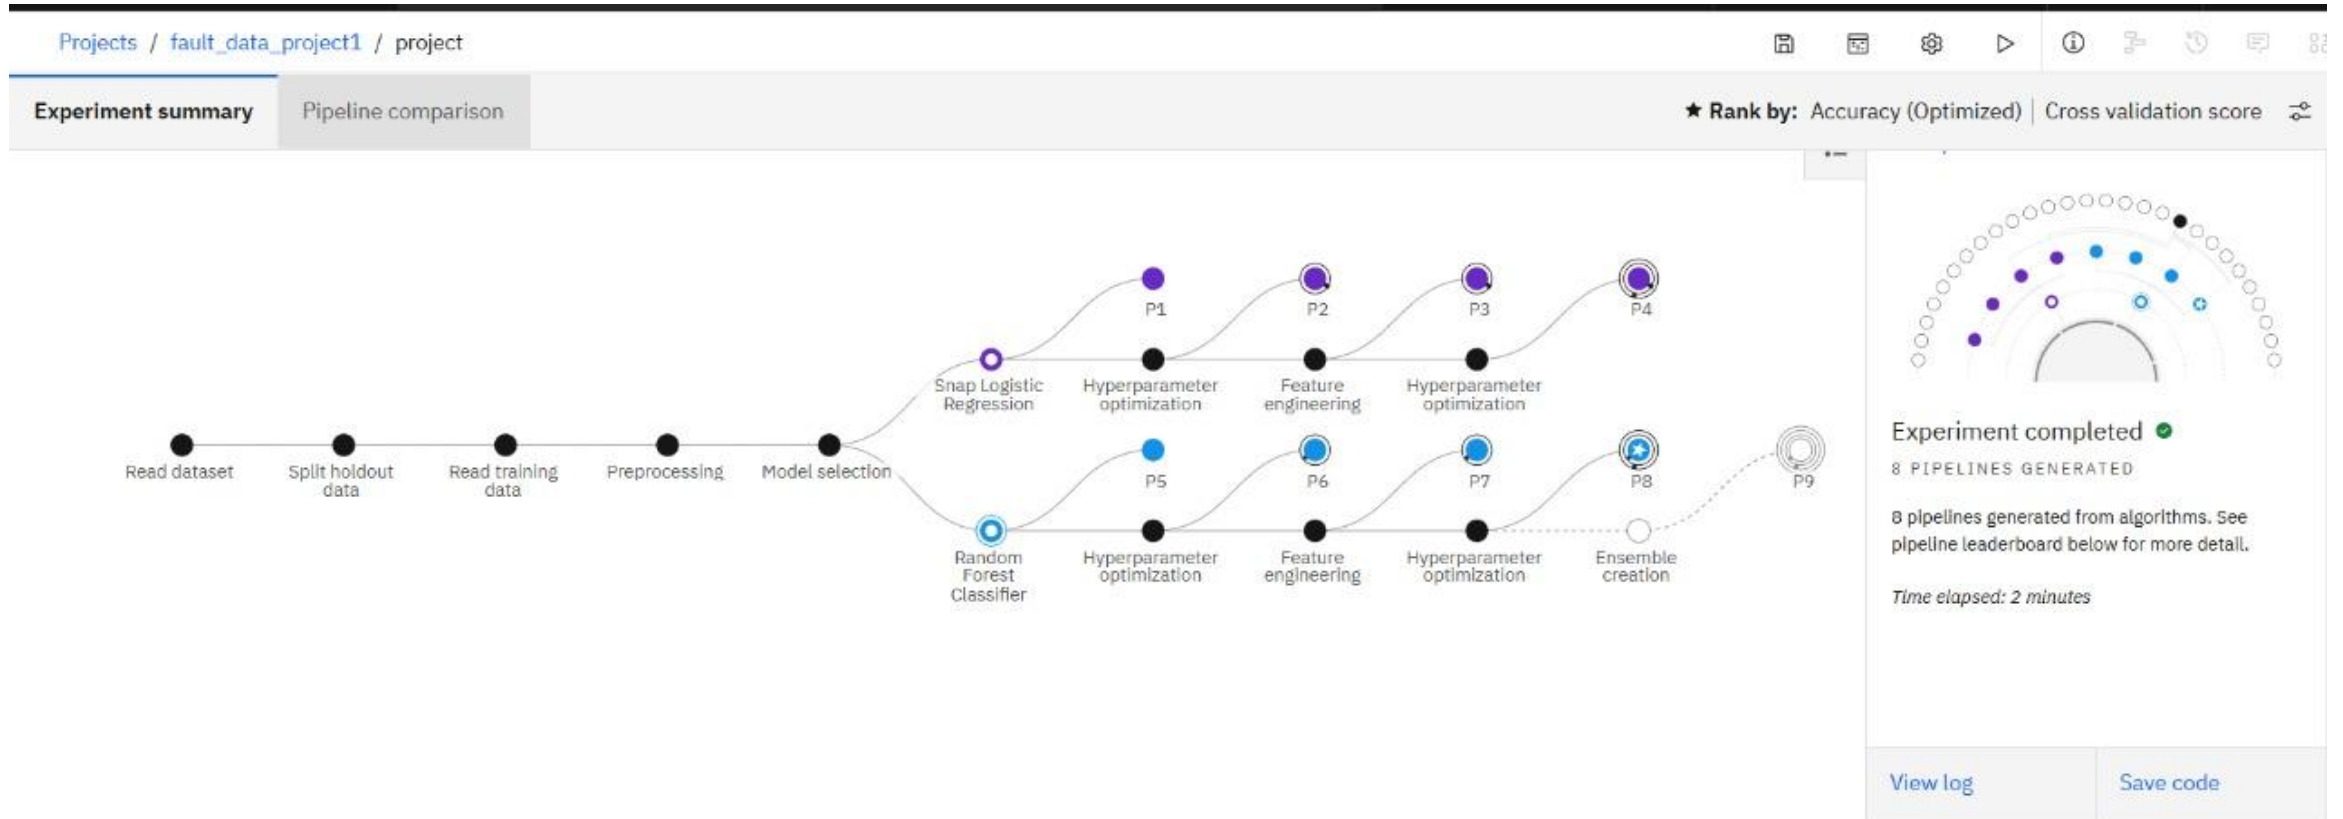 Projects / fault_data_project1 / project
Experiment summary
Pipeline comparison
★ Rank by: Accuracy (Optimized) | Cross validation score
P1
P2
P3
P4
Snap Logistic
Regression
Hyperparameter
optimization
Feature
engineering
Hyperparameter
optimization
Read dataset
Split holdout
data
Read training
data
Preprocessing
Model selection
P5
P6
P7
P8
P9
Random
Forest
Classifier
Hyperparameter
optimization
Feature
engineering
Hyperparameter
optimization
Ensemble
creation
Experiment completed
8 PIPELINES GENERATED
8 pipelines generated from algorithms. See
pipeline leaderboard below for more detail.
Time elapsed: 2 minutes
View log
Save code